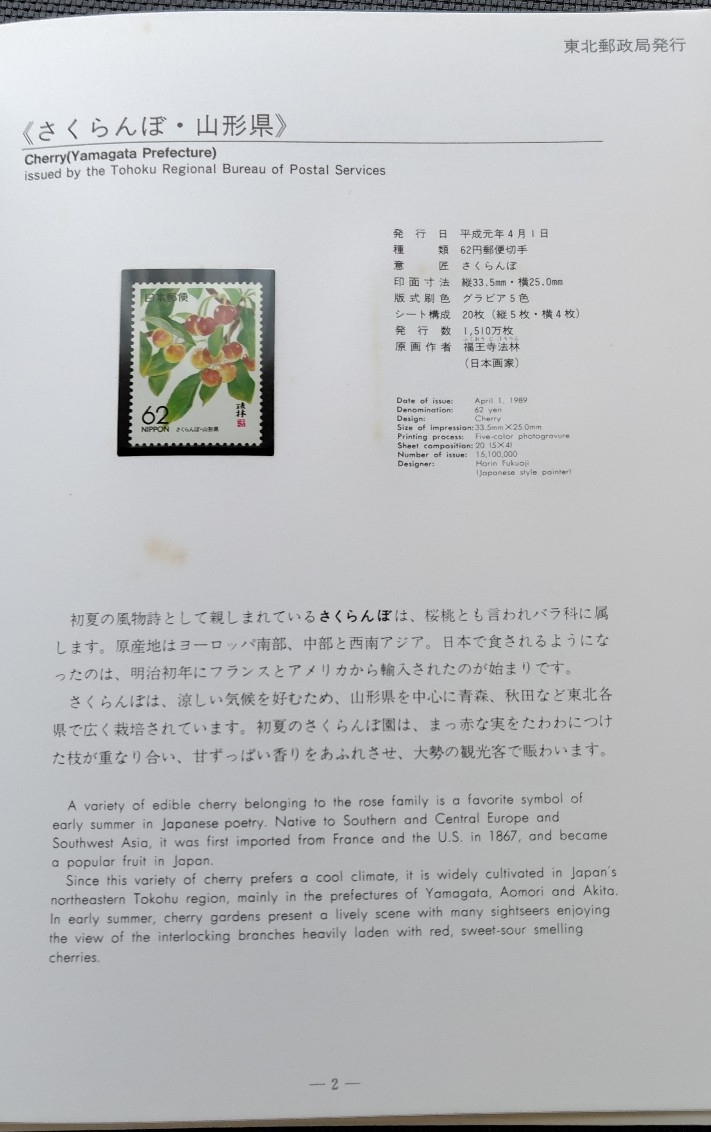 東北郵政局発行
《さくらんぼ・山形県》
Cherry(Yamagata Prefecture)
issued by the Tohoku Regional Bureau of Postal Services
日本郵便
62
NIPPON
さくらんぼ・山形県
法林
発行日 平成元年4月1日
種類 62円郵便切手
意匠 さくらんぼ
印面寸法 縦33.5mm・横25.0mm
版式刷色 グラビア5色
シート構成 20枚(縦5枚・横4枚)
発行数 1,510万枚
原画作者 福王寺法林
(日本画家)
Date of issue: April 1, 1989
Denomination: 62 yen
Design: Cherry
Size of impression: 33.5mm×25.0mm
Printing process: Five-color photogravure
Sheet composition: 20 (5×4)
Number of issue: 15,100,000
Designer: Horin Fukuoji
(Japanese style painter)
初夏の風物詩として親しまれているさくらんぼは、桜桃とも言われバラ科に属
します。原産地はヨーロッパ南部、中部と西南アジア。日本で食されるようにな
ったのは、明治初年にフランスとアメリカから輸入されたのが始まりです。
さくらんぼは、涼しい気候を好むため、山形県を中心に青森、秋田など東北各
県で広く栽培されています。初夏のさくらんぼ園は、まっ赤な実をたわわにつけ
た枝が重なり合い、甘ずっぱい香りをあふれさせ、大勢の観光客で賑わいます。
A variety of edible cherry belonging to the rose family is a favorite symbol of
early summer in Japanese poetry. Native to Southern and Central Europe and
Southwest Asia, it was first imported from France and the U.S. in 1867, and became
a popular fruit in Japan.
Since this variety of cherry prefers a cool climate, it is widely cultivated in Japan's
northeastern Tokohu region, mainly in the prefectures of Yamagata, Aomori and Akita.
In early summer, cherry gardens present a lively scene with many sightseers enjoying
the view of the interlocking branches heavily laden with red, sweet-sour smelling
cherries.
— 2 —